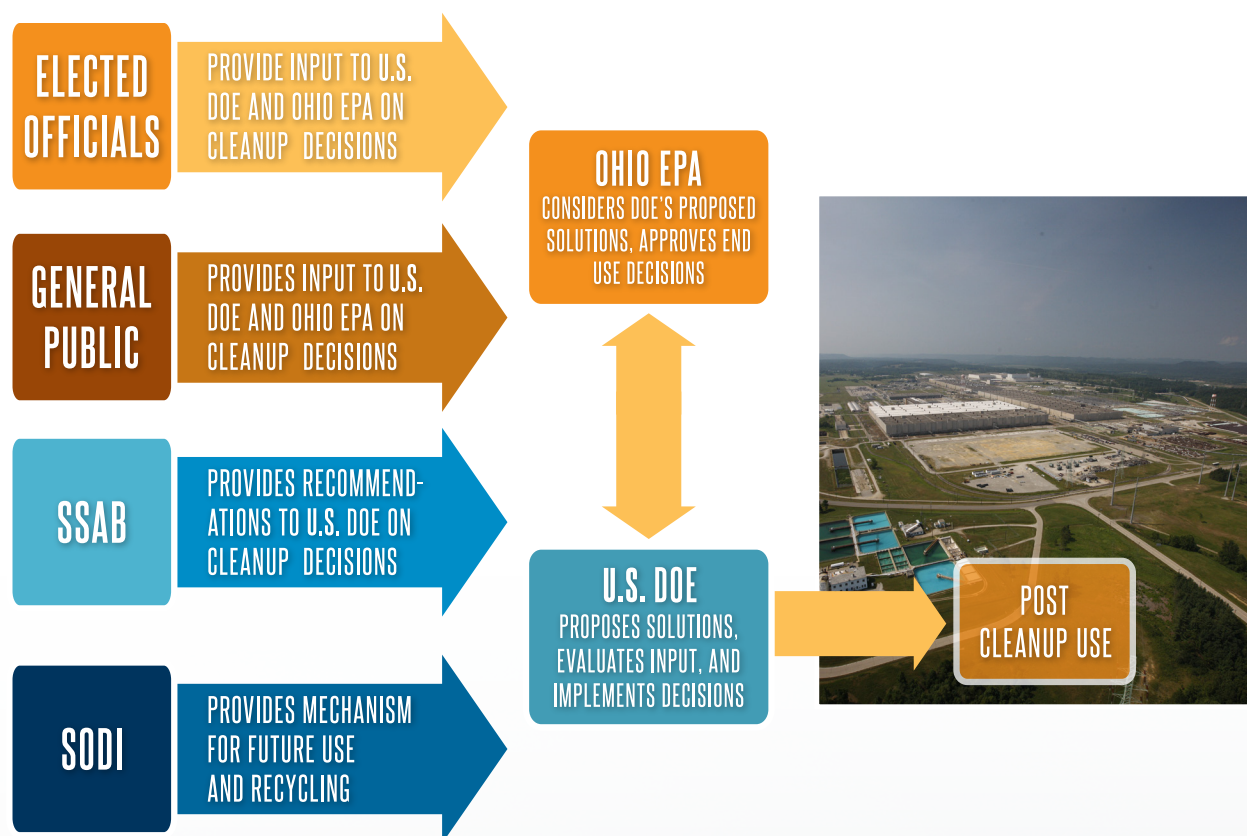 ELECTED
OFFICIALS
PROVIDE INPUT TO U.S.
DOE AND OHIO EPA ON
CLEANUP DECISIONS
GENERAL
PUBLIC
PROVIDES INPUT TO U.S.
DOE AND OHIO EPA ON
CLEANUP DECISIONS
SSAB
PROVIDES RECOMMEND-
ATIONS TO U.S. DOE ON
CLEANUP DECISIONS
SODI
PROVIDES MECHANISM
FOR FUTURE USE
AND RECYCLING
OHIO EPA
CONSIDERS DOE'S PROPOSED
SOLUTIONS, APPROVES END
USE DECISIONS
U.S. DOE
PROPOSES SOLUTIONS,
EVALUATES INPUT, AND
IMPLEMENTS DECISIONS
POST
CLEANUP USE